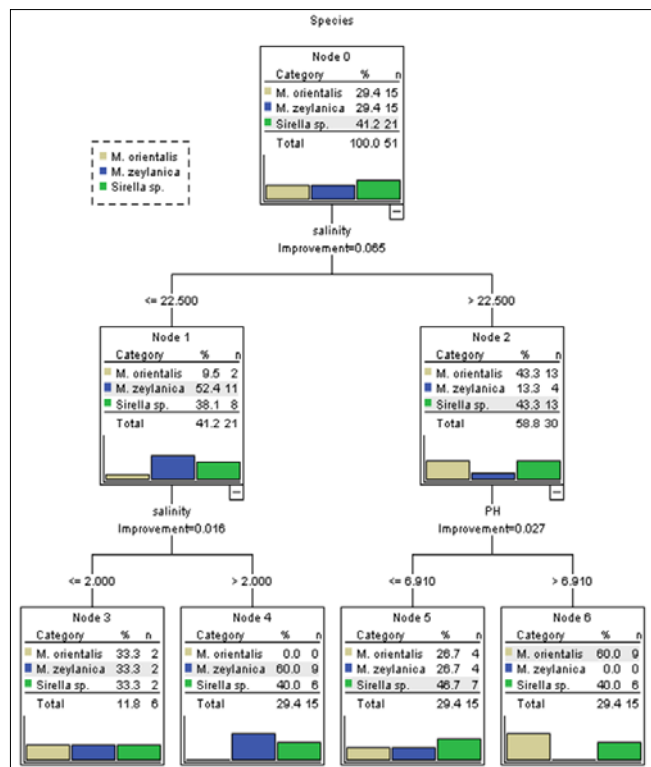 Species
Node 0
Category % n
M. orientalis 29.4 15
M. zeylanica 29.4 15
Sirella sp. 41.2 21
Total 100.0 51
M. orientalis
M. zeylanica
Sirella sp.
salinity
Improvement=0.065
<= 22.500
> 22.500
Node 1
Category % n
M. orientalis 9.5 2
M. zeylanica 52.4 11
Sirella sp. 38.1 8
Total 41.2 21
Node 2
Category % n
M. orientalis 43.3 13
M. zeylanica 13.3 4
Sirella sp. 43.3 13
Total 58.8 30
salinity
Improvement=0.016
PH
Improvement=0.027
<= 2.000
> 2.000
<= 6.910
> 6.910
Node 3
Category % n
M. orientalis 33.3 2
M. zeylanica 33.3 2
Sirella sp. 33.3 2
Total 11.8 6
Node 4
Category % n
M. orientalis 0.0 0
M. zeylanica 60.0 9
Sirella sp. 40.0 6
Total 29.4 15
Node 5
Category % n
M. orientalis 26.7 4
M. zeylanica 26.7 4
Sirella sp. 46.7 7
Total 29.4 15
Node 6
Category % n
M. orientalis 60.0 9
M. zeylanica 0.0 0
Sirella sp. 40.0 6
Total 29.4 15